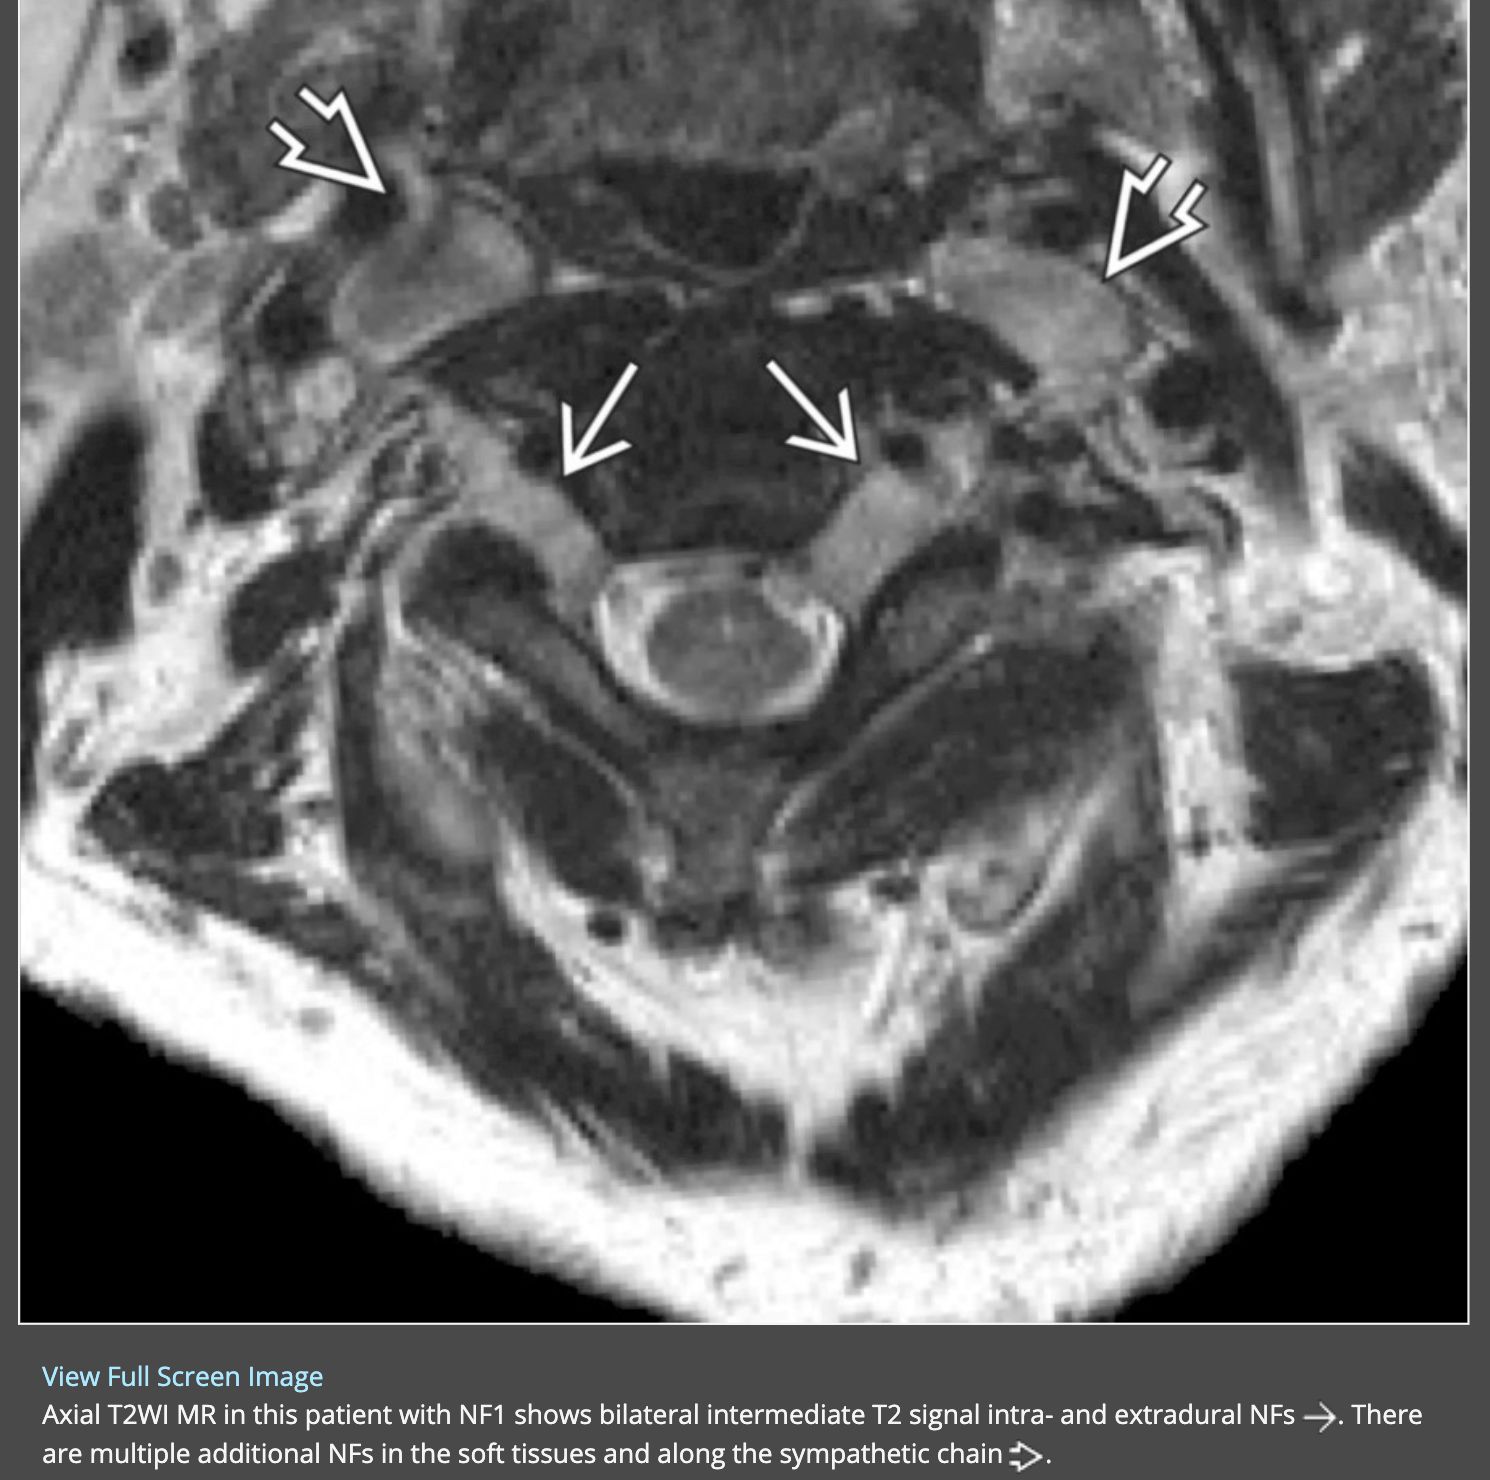 View Full Screen Image
Axial T2WI MR in this patient with NF1 shows bilateral intermediate T2 signal intra- and extradural NFs →. There
are multiple additional NFs in the soft tissues and along the sympathetic chain ⇨.